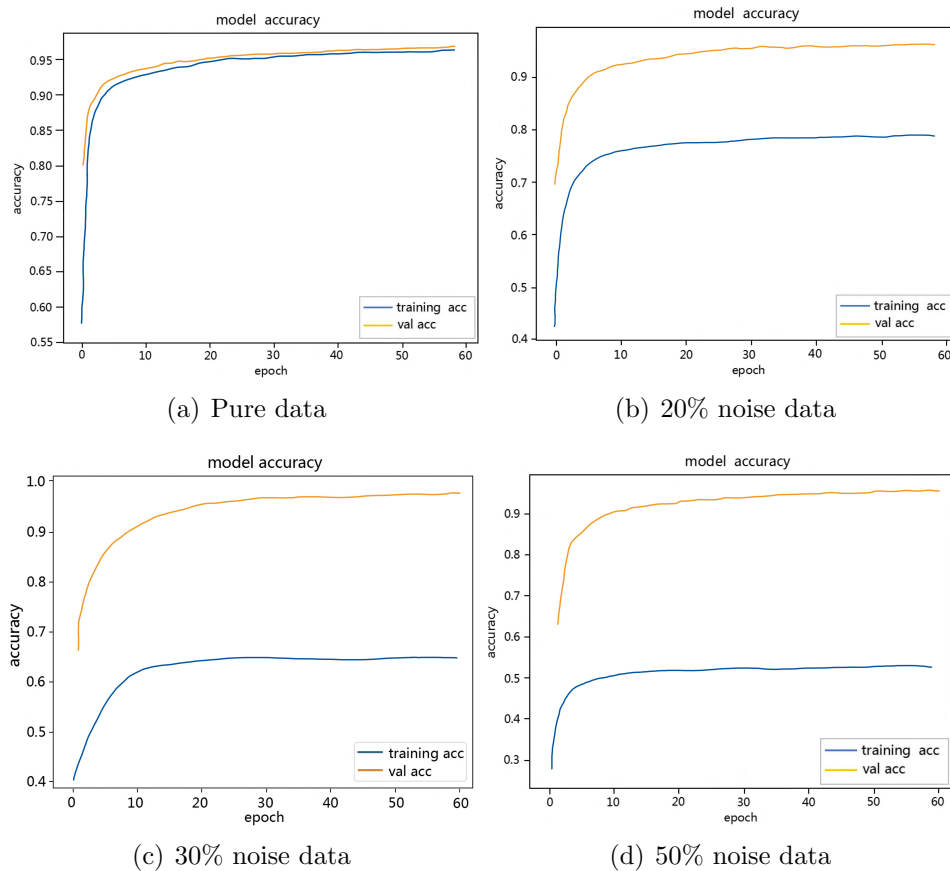 model accuracy
accuracy
0.95
0.90
0.85
0.80
0.75
0.70
0.65
0.60
0.55
0 10 20 30 40 50 60
epoch
training acc
val acc
(a) Pure data
model accuracy
accuracy
0.9
0.8
0.7
0.6
0.5
0.4
0 10 20 30 40 50 60
epoch
training acc
val acc
(b) 20% noise data
model accuracy
accuracy
1.0
0.9
0.8
0.7
0.6
0.5
0.4
0 10 20 30 40 50 60
epoch
training acc
val acc
(c) 30% noise data
model accuracy
accuracy
0.9
0.8
0.7
0.6
0.5
0.4
0.3
0 10 20 30 40 50 60
epoch
training acc
val acc
(d) 50% noise data